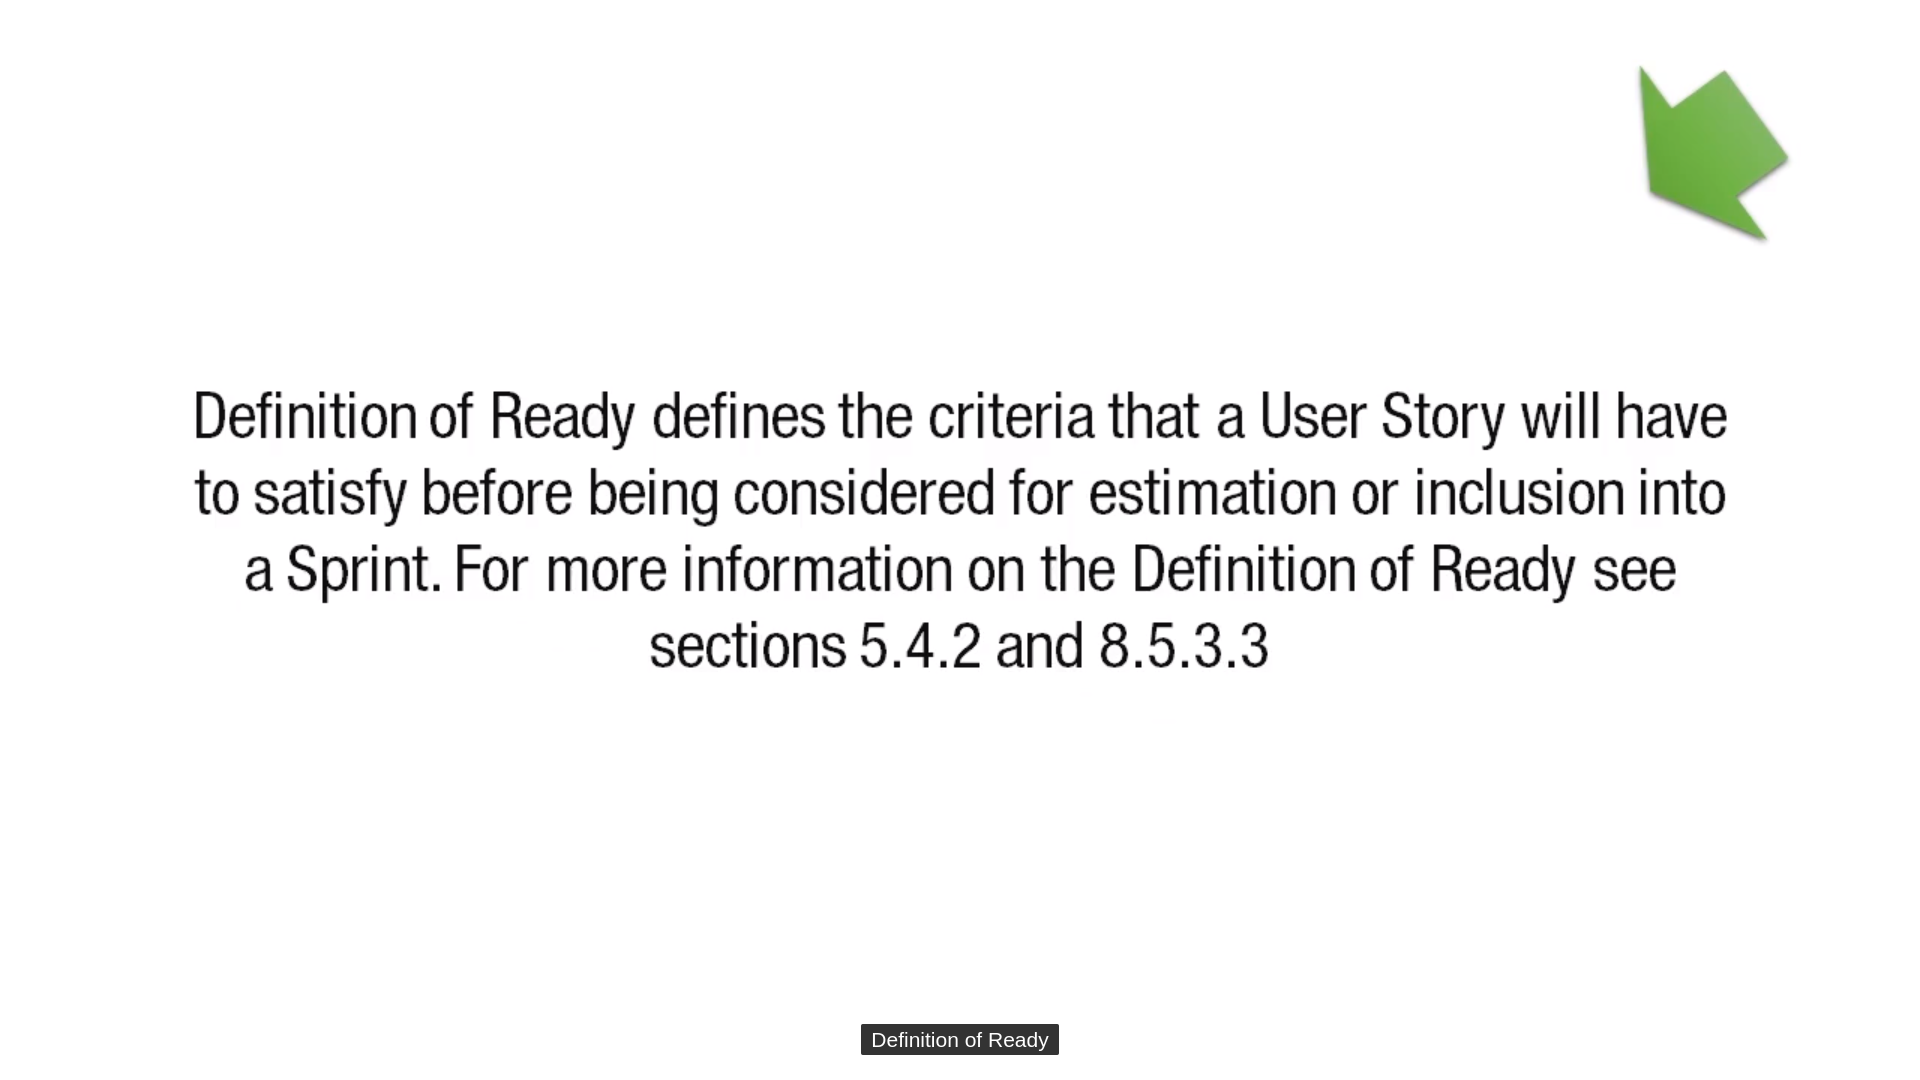 Definition of Ready defines the criteria that a User Story will have
to satisfy before being considered for estimation or inclusion into
a Sprint. For more information on the Definition of Ready see
sections 5.4.2 and 8.5.3.3
Definition of Ready